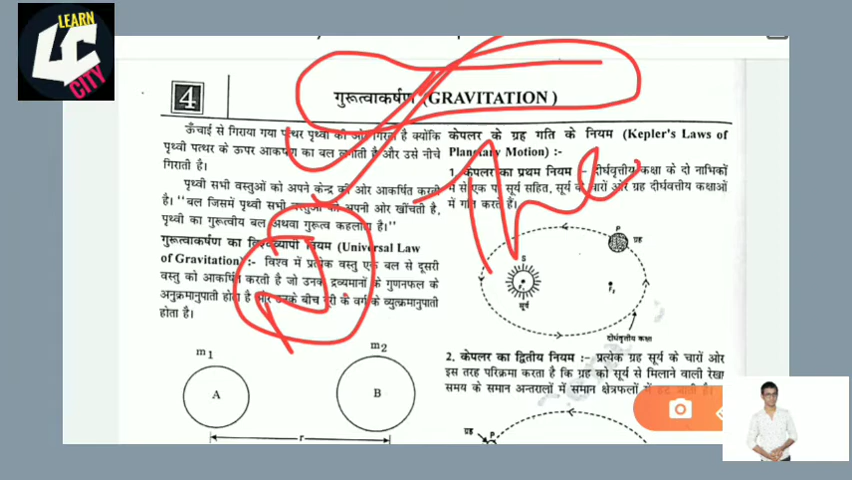 LEARN
LC
CITY
4
गुरूत्वाकर्षण (GRAVITATION)
ऊँचाई से गिराया गया पत्थर पृथ्वी की ओर गिरता है क्योंकि
पृथ्वी पत्थर के ऊपर आकर्षण का बल लगाती है और उसे नीचे
गिराती है।
पृथ्वी सभी वस्तुओं को अपने केन्द्र की ओर आकर्षित करती
है। "बल जिसमें पृथ्वी सभी वस्तुओं को अपनी ओर खींचती है,
पृथ्वी का गुरूत्वीय बल अथवा गुरूत्व कहलाता है।"
गुरूत्वाकर्षण का विश्वव्यापी नियम (Universal Law
of Gravitation) :- विश्व में प्रत्येक वस्तु एक बल से दूसरी
वस्तु को आकर्षित करती है जो उनके द्रव्यमानों के गुणनफल के
अनुक्रमानुपाती होता है और उनके बीच दूरी के वर्ग के व्युत्क्रमानुपाती
होता है।
m1
m2
A
B
r
केपलर के ग्रह गति के नियम (Kepler's Laws of
Planetary Motion) :-
1. केपलर का प्रथम नियम :- दीर्घवृत्तीय कक्षा के दो नाभिकों
में से एक पर सूर्य सहित, सूर्य के चारों ओर ग्रह दीर्घवृत्तीय कक्षाओं
में गति करते हैं।
P
ग्रह
S
सूर्य
दीर्घवृत्तीय कक्षा
2. केपलर का द्वितीय नियम :- प्रत्येक ग्रह सूर्य के चारों ओर
इस तरह परिक्रमा करता है कि ग्रह को सूर्य से मिलाने वाली रेखा
समय के समान अन्तरालों में समान क्षेत्रफलों में
ग्रह
P